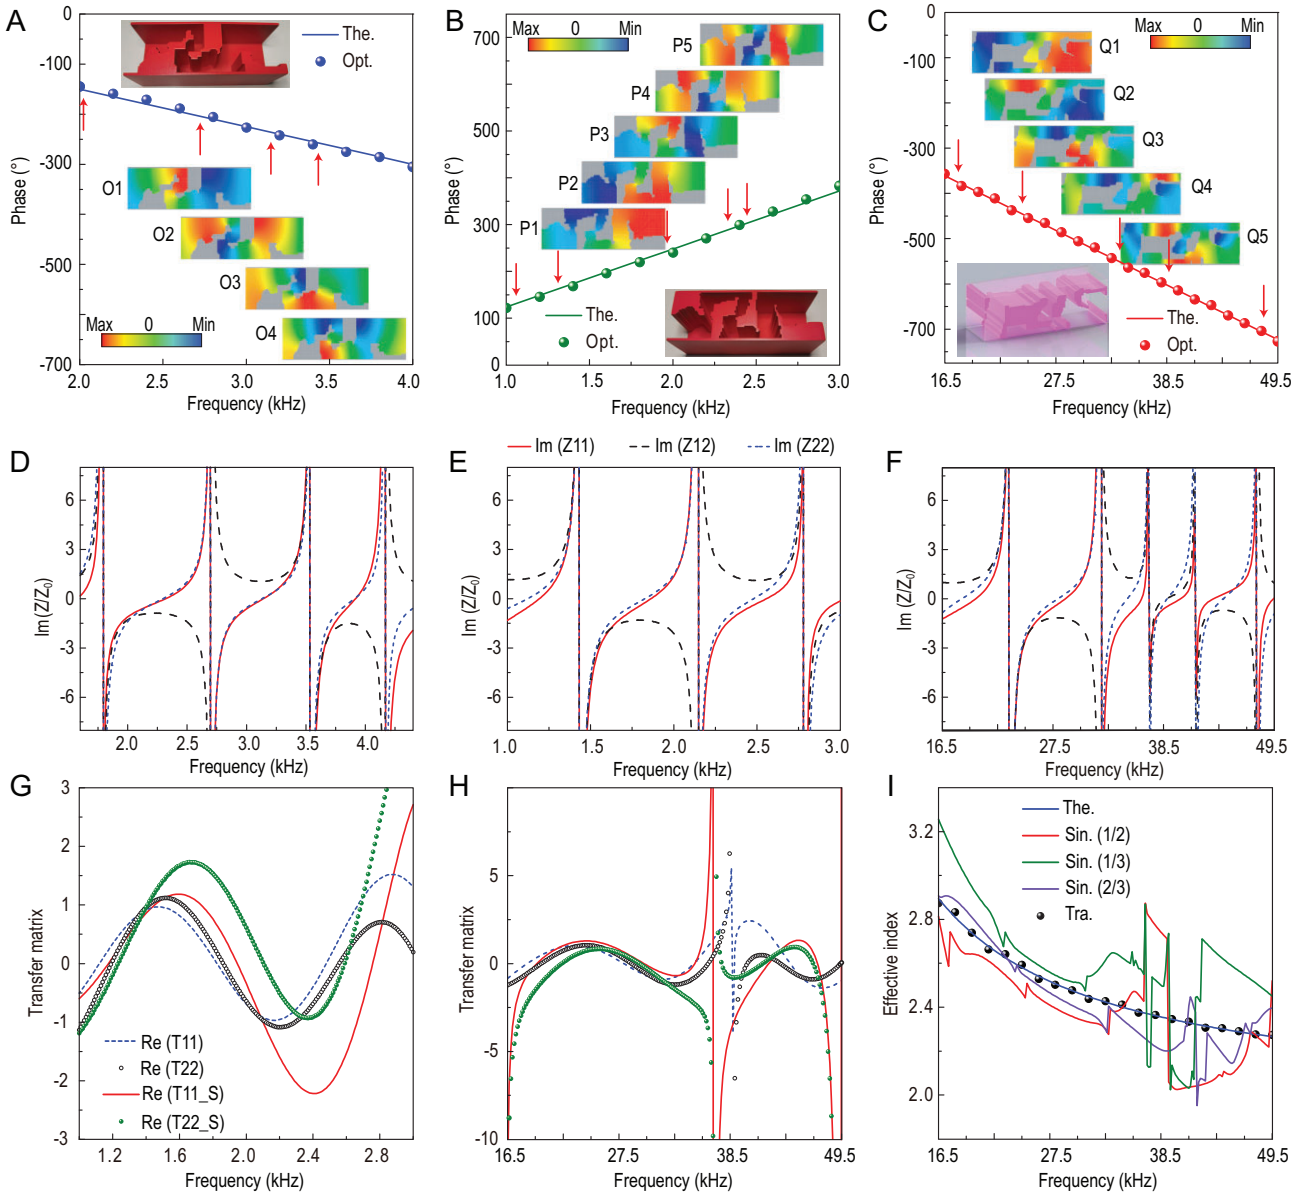 A
Phase (°)
0
-100
-200
-300
-400
-500
-600
-700
The.
Opt.
O1
O2
O3
O4
Max 0 Min
2.0 2.5 3.0 3.5 4.0
Frequency (kHz)
B
Phase (°)
700
600
500
400
300
200
100
0
Max 0 Min
P5
P4
P3
P2
P1
The.
Opt.
1.0 1.5 2.0 2.5 3.0
Frequency (kHz)
C
Phase (°)
0
-100
-200
-300
-400
-500
-600
-700
Max 0 Min
Q1
Q2
Q3
Q4
Q5
The.
Opt.
16.5 27.5 38.5 49.5
Frequency (kHz)
Im (Z11) Im (Z12) Im (Z22)
D
Im (Z/Z0)
6
3
0
-3
-6
2.0 2.5 3.0 3.5 4.0
Frequency (kHz)
E
Im (Z/Z0)
6
3
0
-3
-6
1.0 1.5 2.0 2.5 3.0
Frequency (kHz)
F
Im (Z/Z0)
6
3
0
-3
-6
16.5 27.5 38.5 49.5
Frequency (kHz)
G
Transfer matrix
3
2
1
0
-1
-2
-3
Re (T11)
Re (T22)
Re (T11_S)
Re (T22_S)
1.2 1.6 2.0 2.4 2.8
Frequency (kHz)
H
Transfer matrix
5
0
-5
-10
16.5 27.5 38.5 49.5
Frequency (kHz)
I
Effective index
3.2
2.8
2.4
2.0
The.
Sin. (1/2)
Sin. (1/3)
Sin. (2/3)
Tra.
16.5 27.5 38.5 49.5
Frequency (kHz)